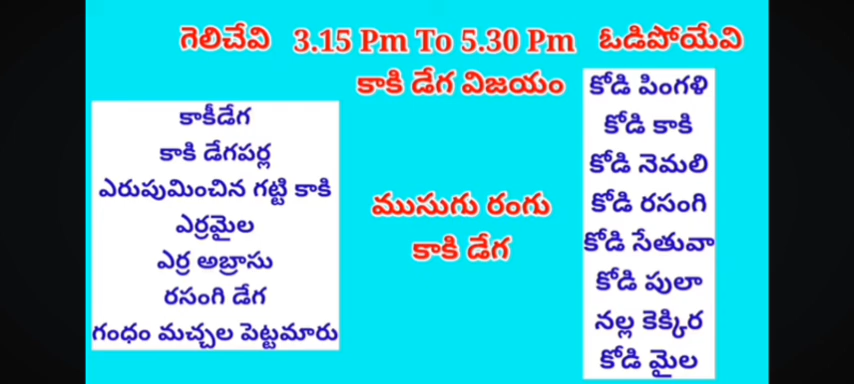 గెలిచేవి 3.15 Pm To 5.30 Pm ఓడిపోయేవి
కాకి డేగ విజయం
కాకీడేగ
కాకి డేగపర్ల
ఎరుపుమించిన గట్టి కాకి
ఎర్రమైల
ఎర్ర అబ్రాసు
రసంగి డేగ
గంధం మచ్చల పెట్టమారు
ముసుగు రంగు
కాకి డేగ
కోడి పింగళి
కోడి కాకి
కోడి నెమలి
కోడి రసంగి
కోడి సేతువా
కోడి పులా
నల్ల కెక్కిర
కోడి మైల